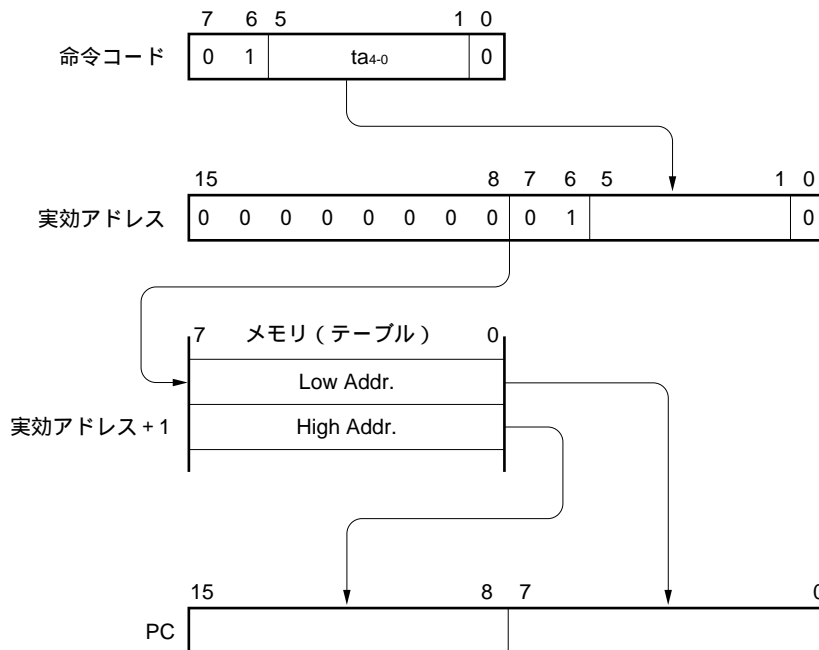 7 6 5 1 0
命令コード 0 1 ta4-0 0
15 8 7 6 5 1 0
実効アドレス 0 0 0 0 0 0 0 0 0 1 0
7 メモリ(テーブル) 0
Low Addr.
実効アドレス+1 High Addr.
15 8 7 0
PC